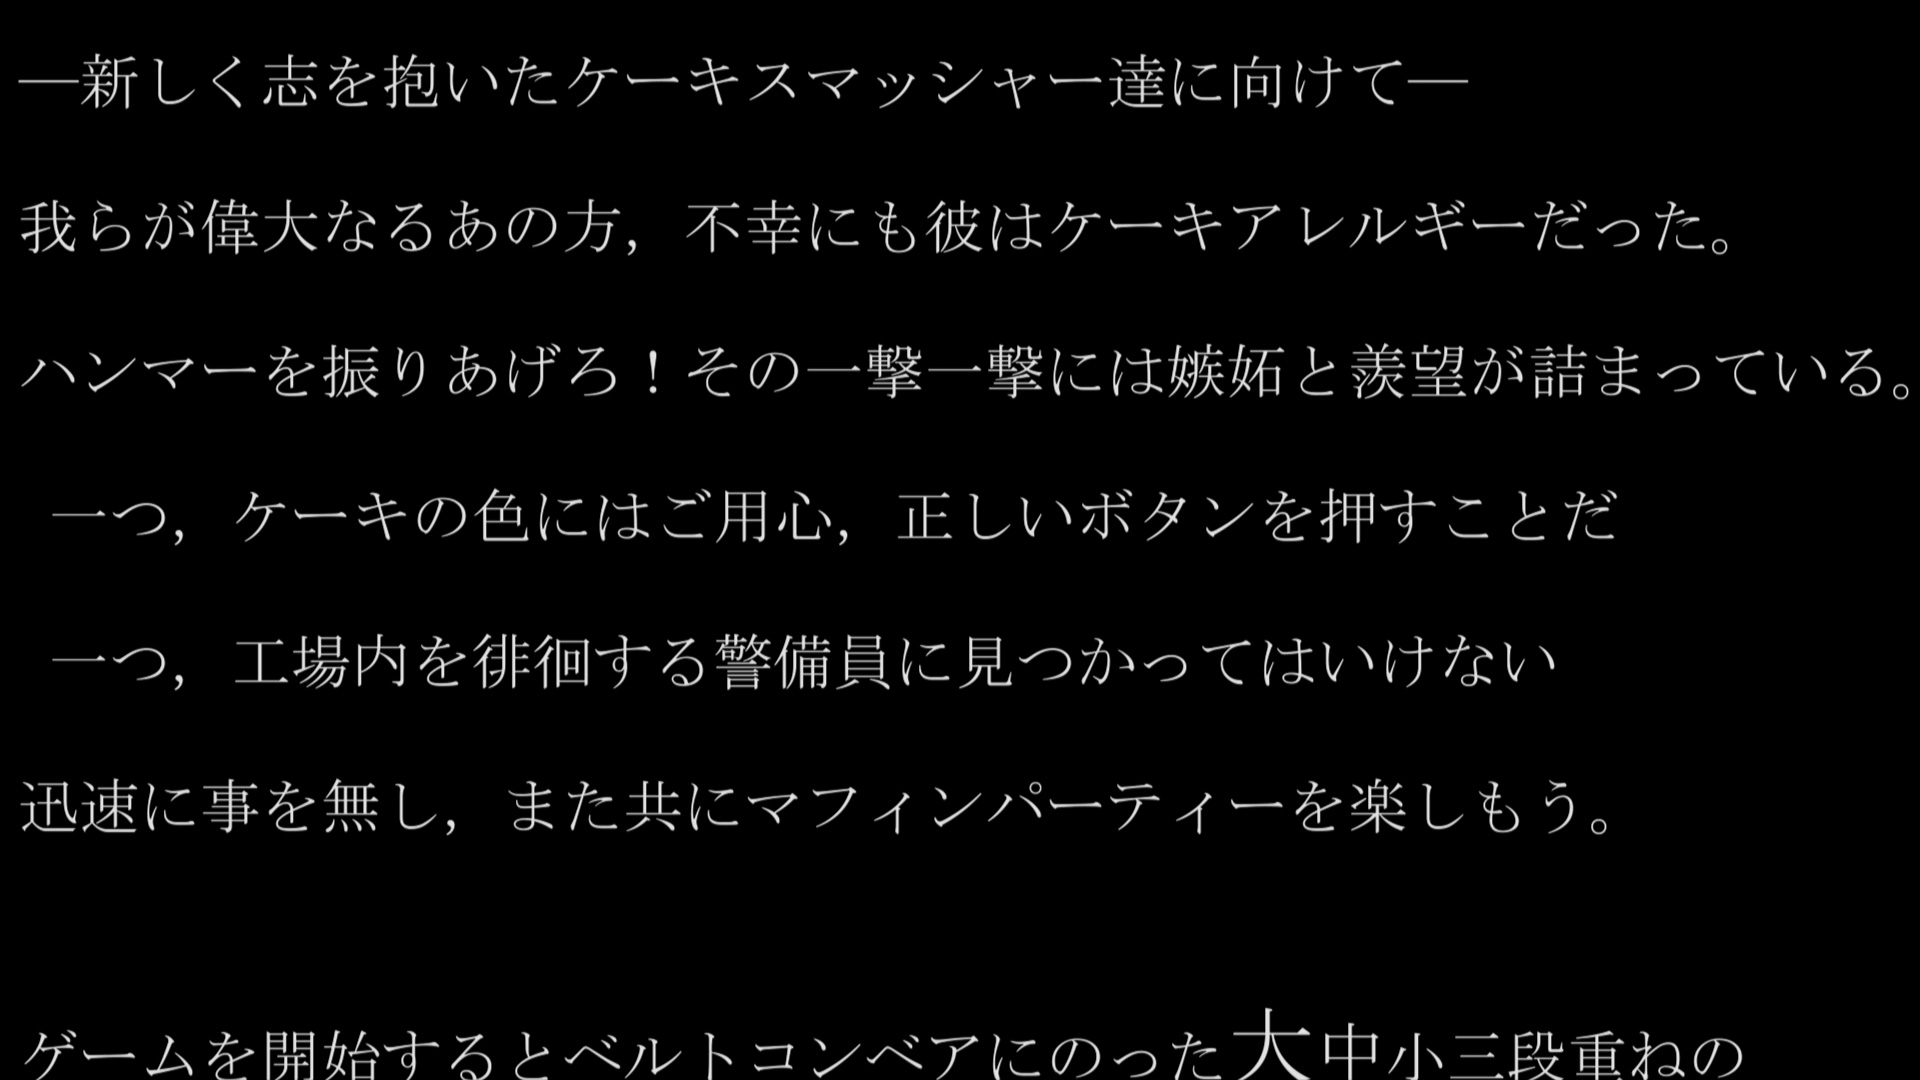 ―新しく志を抱いたケーキスマッシャー達に向けて―
我らが偉大なるあの方，不幸にも彼はケーキアレルギーだった。
ハンマーを振りあげろ！その一撃一撃には嫉妬と羨望が詰まっている。
一つ，ケーキの色にはご用心，正しいボタンを押すことだ
一つ，工場内を徘徊する警備員に見つかってはいけない
迅速に事を無し，また共にマフィンパーティーを楽しもう。
ゲームを開始するとベルトコンベアにのった大中小三段重ねの